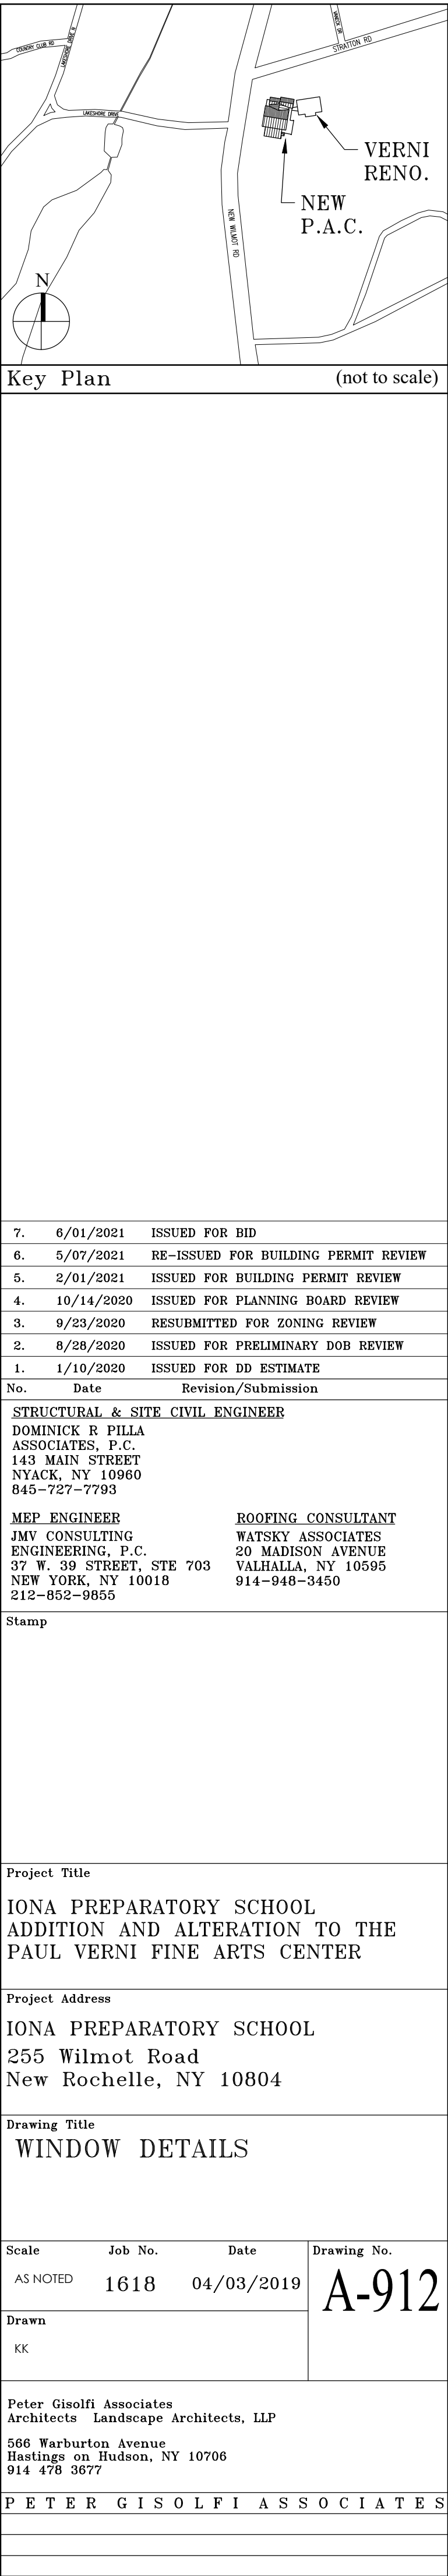 COUNTRY CLUB RD
LAKESHORE DRIVE N
VARICK DR
STRATTON RD
LAKESHORE DRIVE
NEW WILMOT RD
VERNI
RENO.
NEW
P.A.C.
N
Key Plan (not to scale)
7. 6/01/2021 ISSUED FOR BID
6. 5/07/2021 RE-ISSUED FOR BUILDING PERMIT REVIEW
5. 2/01/2021 ISSUED FOR BUILDING PERMIT REVIEW
4. 10/14/2020 ISSUED FOR PLANNING BOARD REVIEW
3. 9/23/2020 RESUBMITTED FOR ZONING REVIEW
2. 8/28/2020 ISSUED FOR PRELIMINARY DOB REVIEW
1. 1/10/2020 ISSUED FOR DD ESTIMATE
No. Date Revision/Submission
STRUCTURAL & SITE CIVIL ENGINEER
DOMINICK R PILLA
ASSOCIATES, P.C.
143 MAIN STREET
NYACK, NY 10960
845-727-7793
MEP ENGINEER
JMV CONSULTING
ENGINEERING, P.C.
37 W. 39 STREET, STE 703
NEW YORK, NY 10018
212-852-9855
ROOFING CONSULTANT
WATSKY ASSOCIATES
20 MADISON AVENUE
VALHALLA, NY 10595
914-948-3450
Stamp
Project Title
IONA PREPARATORY SCHOOL
ADDITION AND ALTERATION TO THE
PAUL VERNI FINE ARTS CENTER
Project Address
IONA PREPARATORY SCHOOL
255 Wilmot Road
New Rochelle, NY 10804
Drawing Title
WINDOW DETAILS
Scale Job No. Date Drawing No.
AS NOTED 1618 04/03/2019 A-912
Drawn
KK
Peter Gisolfi Associates
Architects Landscape Architects, LLP
566 Warburton Avenue
Hastings on Hudson, NY 10706
914 478 3677
PETER GISOLFI ASSOCIATES